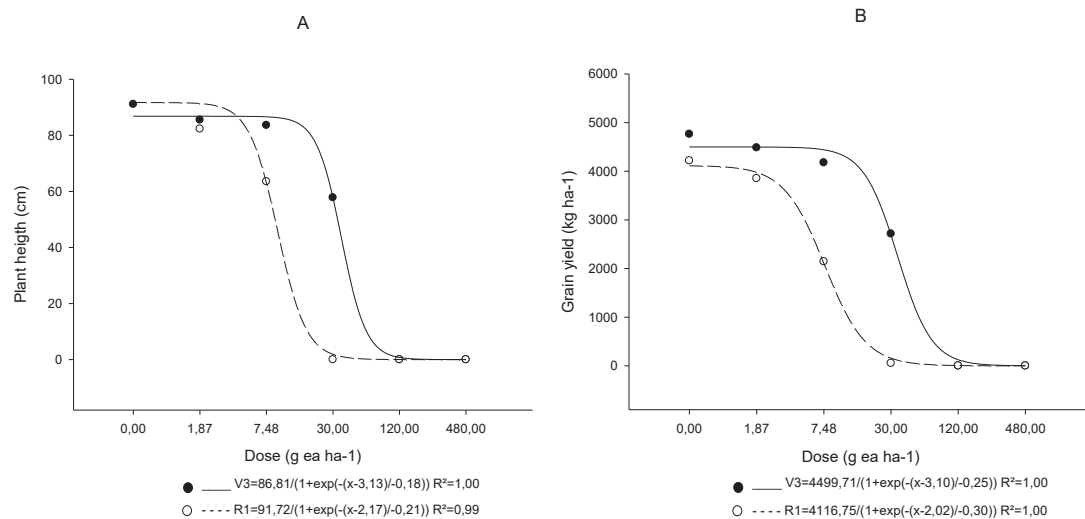 A
100
80
60
40
20
0
Plant heigth (cm)
0,00 1,87 7,48 30,00 120,00 480,00
Dose (g ea ha-1)
V3=86,81/(1+exp(-(x-3,13)/-0,18)) R²=1,00
R1=91,72/(1+exp(-(x-2,17)/-0,21)) R²=0,99
B
6000
5000
4000
3000
2000
1000
0
Grain yield (kg ha-1)
0,00 1,87 7,48 30,00 120,00 480,00
Dose (g ea ha-1)
V3=4499,71/(1+exp(-(x-3,10)/-0,25)) R²=1,00
R1=4116,75/(1+exp(-(x-2,02)/-0,30)) R²=1,00